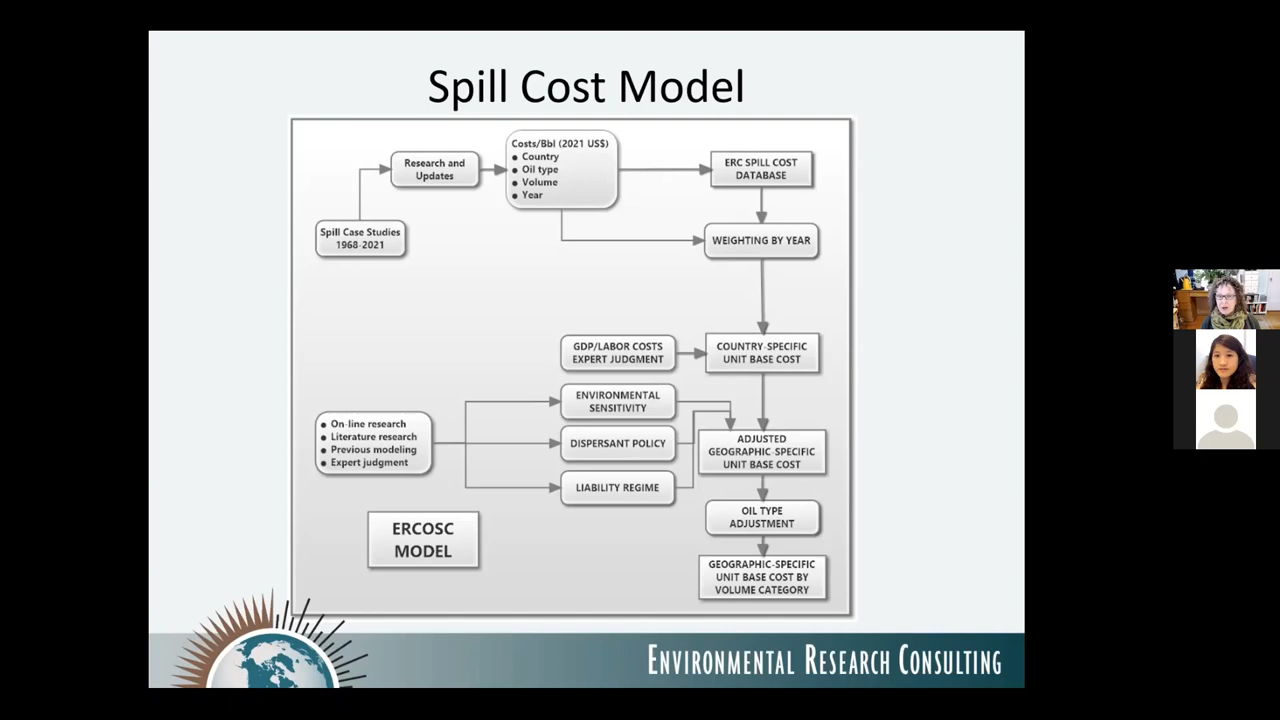 Spill Cost Model
Costs/Bbl (2021 US$)
● Country
● Oil type
● Volume
● Year
Research and
Updates
ERC SPILL COST
DATABASE
Spill Case Studies
1968-2021
WEIGHTING BY YEAR
GDP/LABOR COSTS
EXPERT JUDGMENT
COUNTRY-SPECIFIC
UNIT BASE COST
ENVIRONMENTAL
SENSITIVITY
● On-line research
● Literature research
● Previous modeling
● Expert judgment
DISPERSANT POLICY
ADJUSTED
GEOGRAPHIC-SPECIFIC
UNIT BASE COST
LIABILITY REGIME
OIL TYPE
ADJUSTMENT
ERCOSC
MODEL
GEOGRAPHIC-SPECIFIC
UNIT BASE COST BY
VOLUME CATEGORY
ENVIRONMENTAL RESEARCH CONSULTING